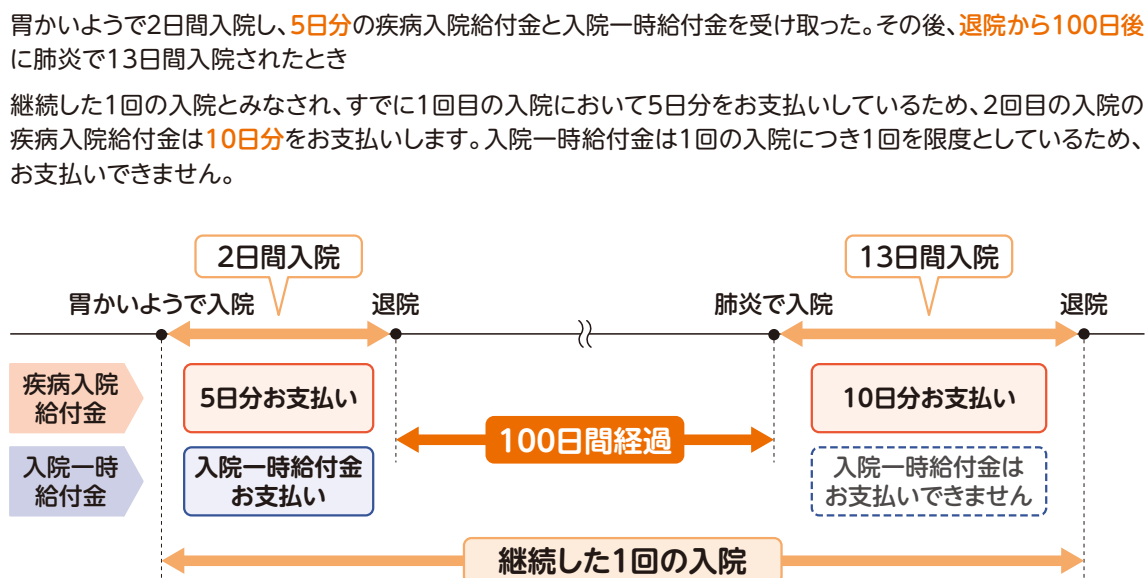 胃かいようで2日間入院し、5日分の疾病入院給付金と入院一時給付金を受け取った。その後、退院から100日後
に肺炎で13日間入院されたとき
継続した1回の入院とみなされ、すでに1回目の入院において5日分をお支払いしているため、2回目の入院の
疾病入院給付金は10日分をお支払いします。入院一時給付金は1回の入院につき1回を限度としているため、
お支払いできません。
2日間入院
13日間入院
胃かいようで入院
退院
肺炎で入院
退院
疾病入院
給付金
5日分お支払い
10日分お支払い
100日間経過
入院一時
給付金
入院一時給付金
お支払い
入院一時給付金は
お支払いできません
継続した1回の入院